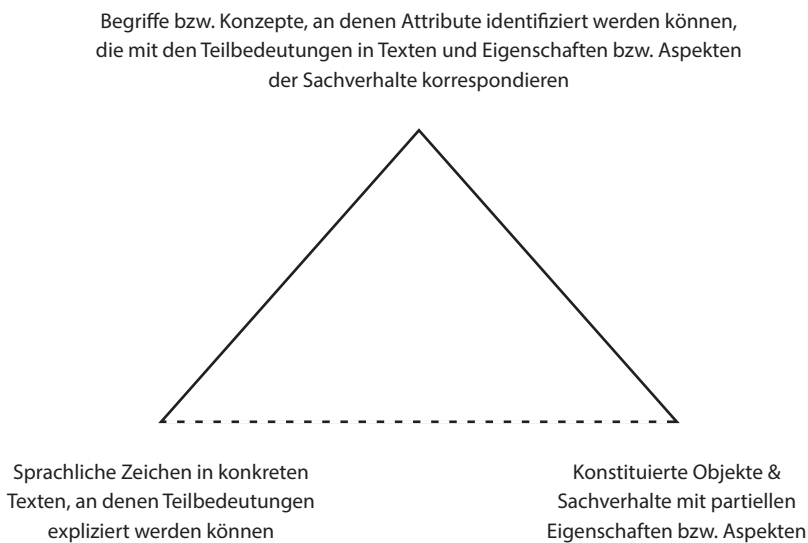 Begriffe bzw. Konzepte, an denen Attribute identifiziert werden können,
die mit den Teilbedeutungen in Texten und Eigenschaften bzw. Aspekten
der Sachverhalte korrespondieren
Sprachliche Zeichen in konkreten
Texten, an denen Teilbedeutungen
expliziert werden können
Konstituierte Objekte &
Sachverhalte mit partiellen
Eigenschaften bzw. Aspekten